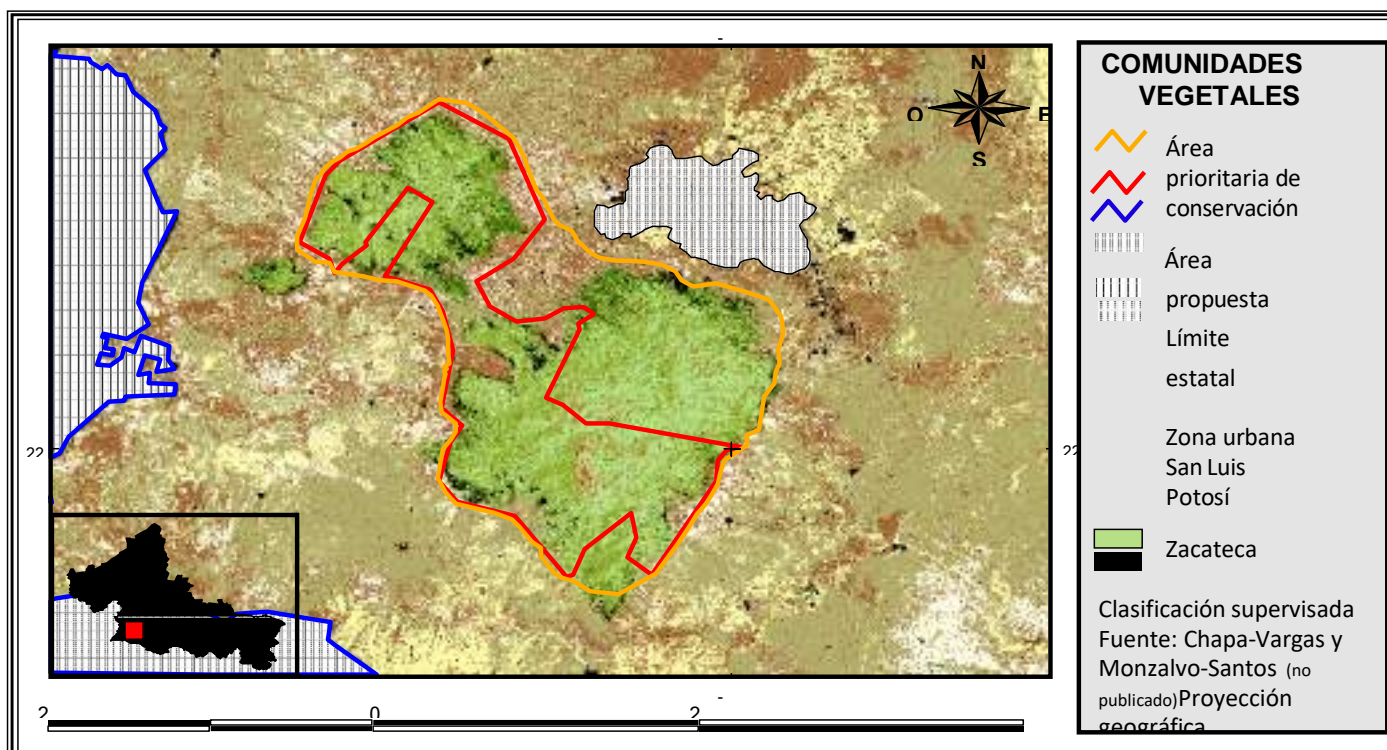 N
O
E
S
22
22
2
0
2
COMUNIDADES
VEGETALES
Área
prioritaria de
conservación
Área
propuesta
Límite
estatal
Zona urbana
San Luis
Potosí
Zacateca
Clasificación supervisada
Fuente: Chapa-Vargas y
Monzalvo-Santos (no
publicado)Proyección
geográfica